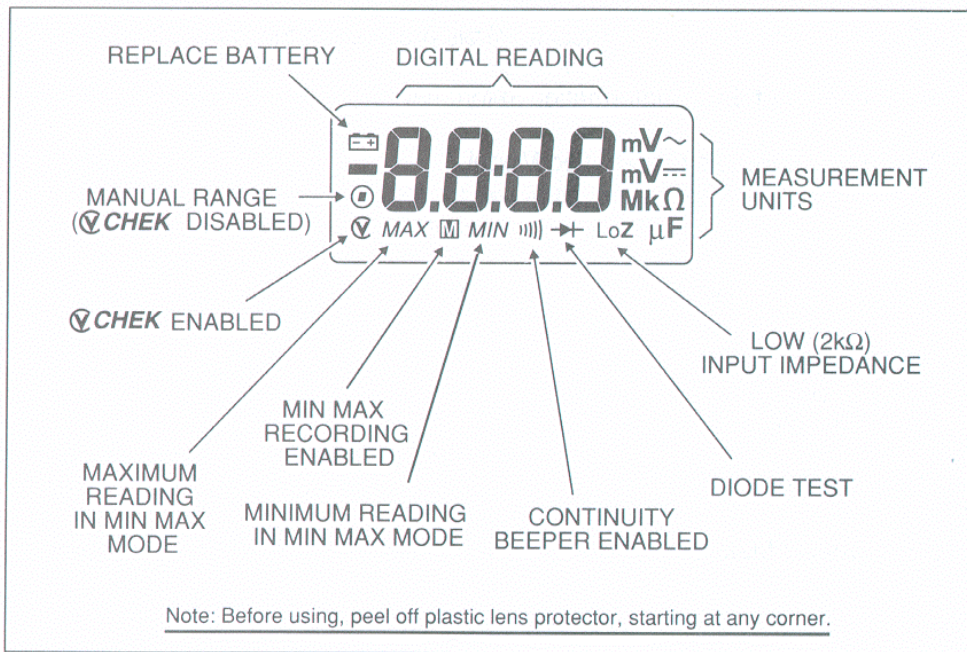 REPLACE BATTERY
DIGITAL READING
8.8:8.8
mV~
mV⎓
MkΩ
MAX M MIN LoZ µF
MEASUREMENT
UNITS
MANUAL RANGE
(VCHEK DISABLED)
VCHEK ENABLED
LOW (2kΩ)
INPUT IMPEDANCE
MIN MAX
RECORDING
ENABLED
MAXIMUM
READING
IN MIN MAX
MODE
MINIMUM READING
IN MIN MAX MODE
CONTINUITY
BEEPER ENABLED
DIODE TEST
Note: Before using, peel off plastic lens protector, starting at any corner.